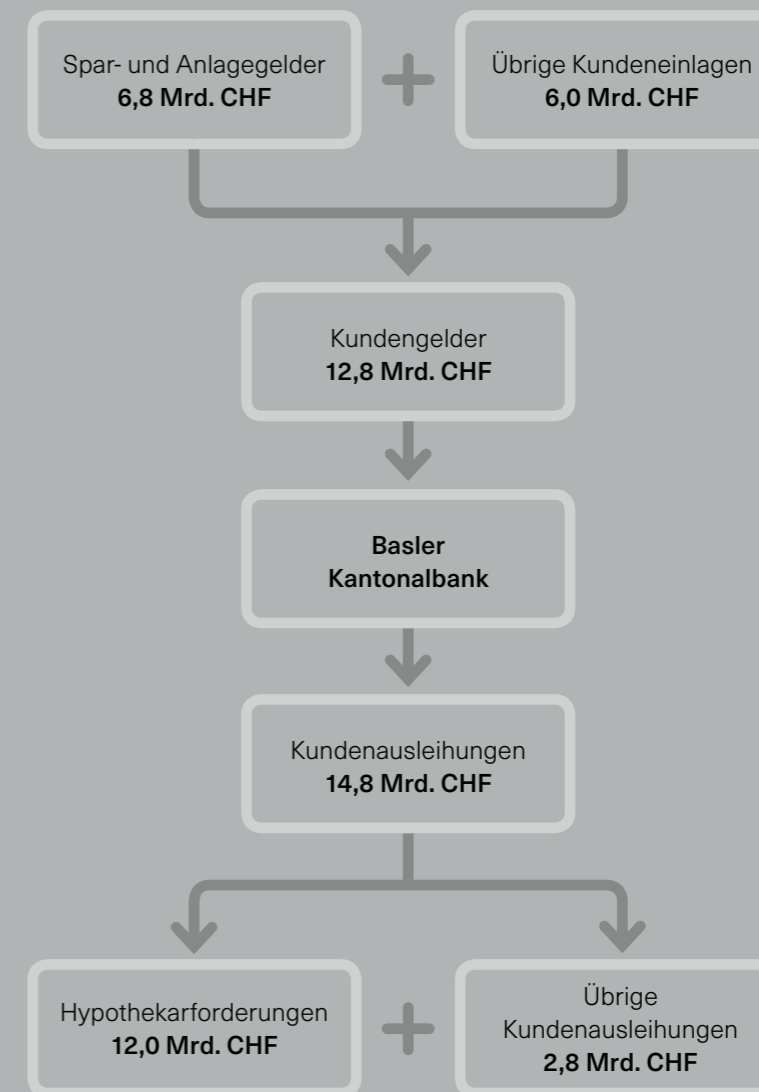 Spar- und Anlagegelder
6,8 Mrd. CHF
Übrige Kundeneinlagen
6,0 Mrd. CHF
Kundengelder
12,8 Mrd. CHF
Basler
Kantonalbank
Kundenausleihungen
14,8 Mrd. CHF
Hypothekarforderungen
12,0 Mrd. CHF
Übrige
Kundenausleihungen
2,8 Mrd. CHF